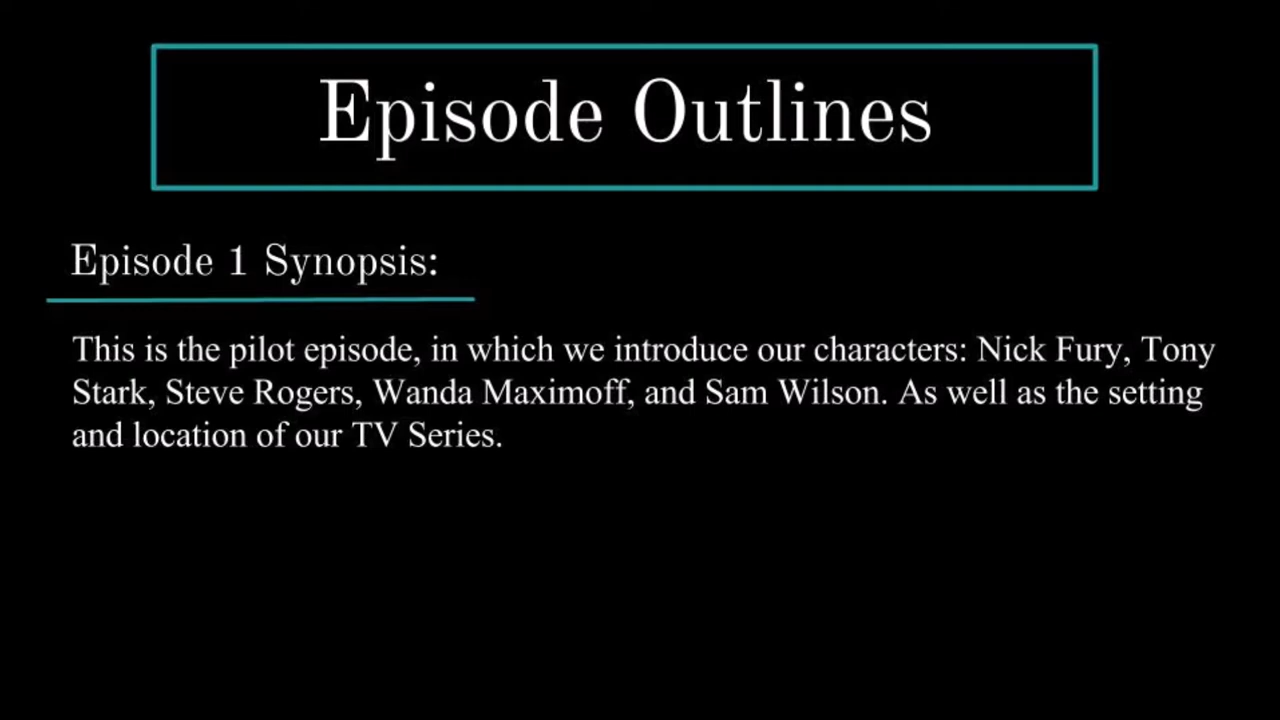 Episode Outlines
Episode 1 Synopsis:
This is the pilot episode, in which we introduce our characters: Nick Fury, Tony
Stark, Steve Rogers, Wanda Maximoff, and Sam Wilson. As well as the setting
and location of our TV Series.